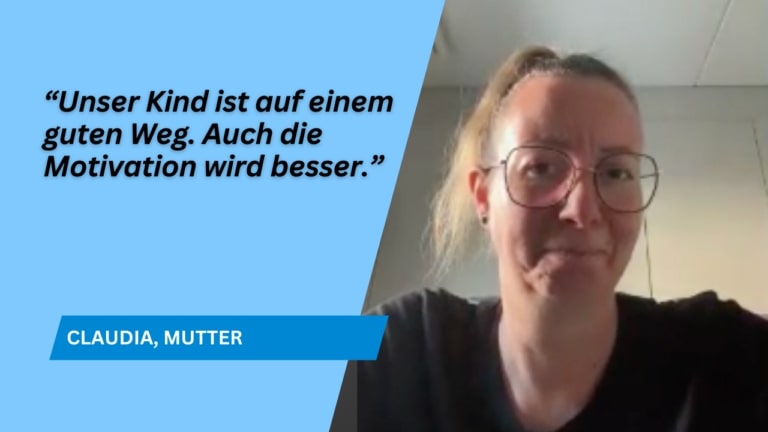 “Unser Kind ist auf einem
guten Weg. Auch die
Motivation wird besser.”
CLAUDIA, MUTTER